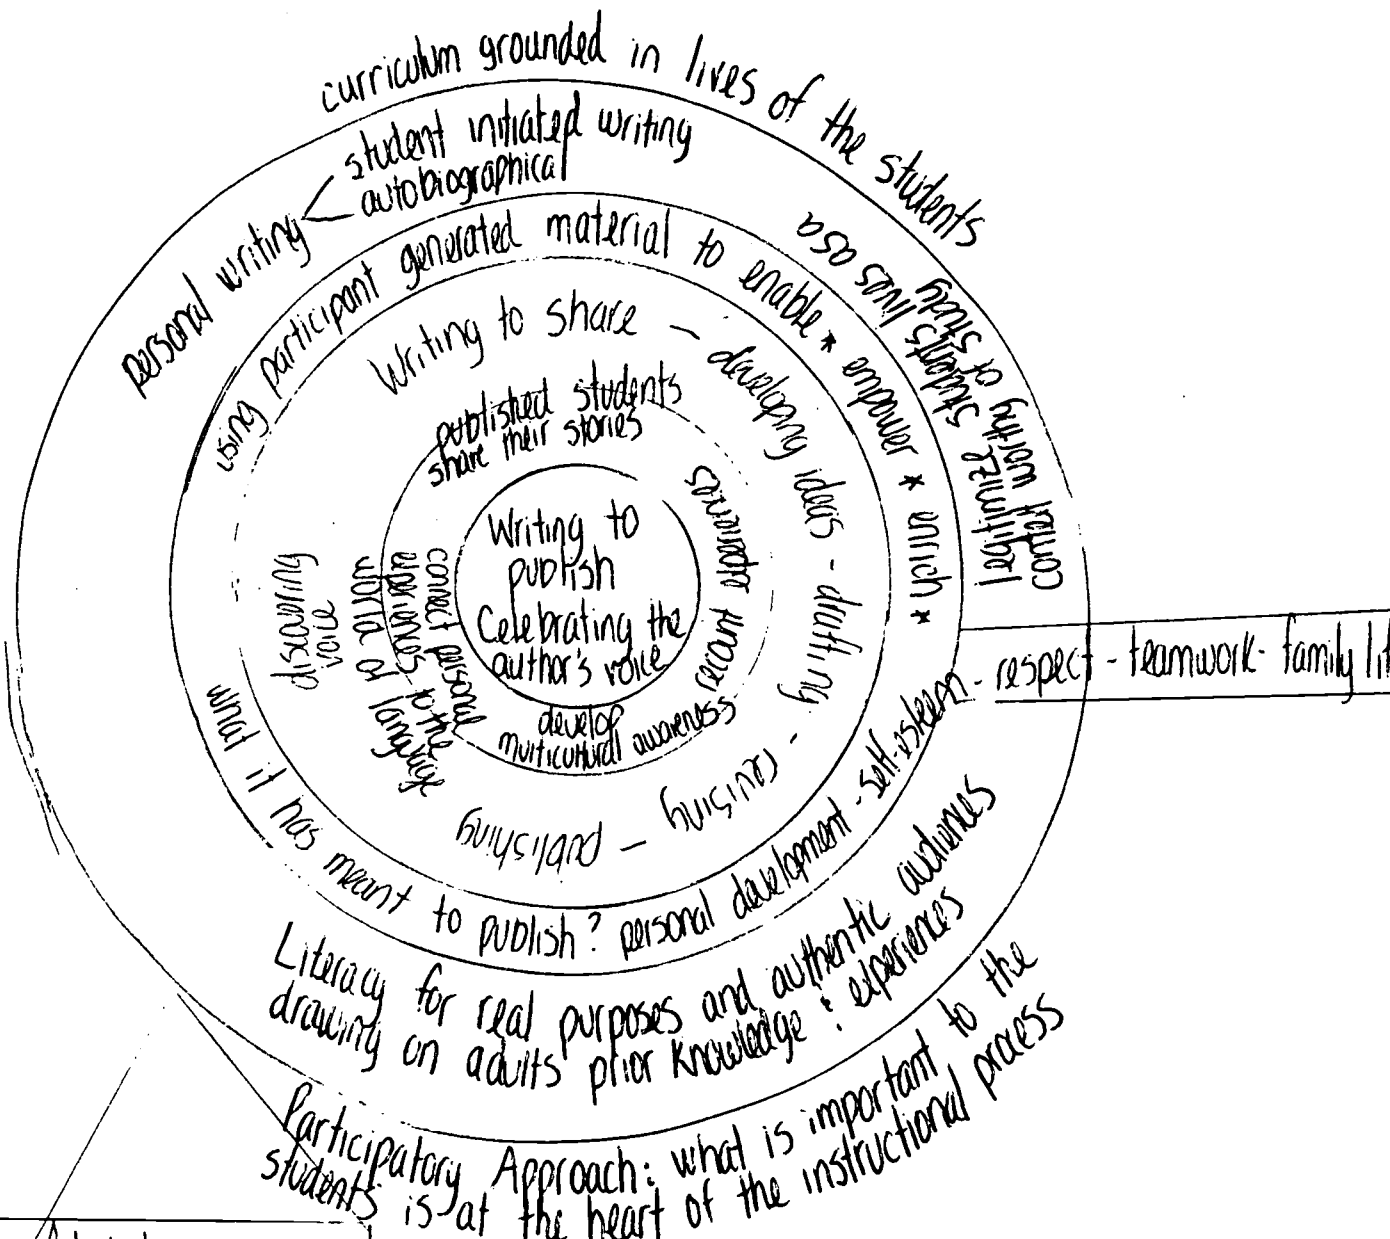 curriculum grounded in lives of the students
student initiated writing
autobiographical
personal writing
legitimize students' lives as a
context worthy of study
using participant generated material to enable * empower * enrich *
Writing to share - developing ideas - drafting - revising - publishing
published students
share their stories
recant experiences
develop
multicultural awareness
connect personal
experiences to the
world of language
discovering
voice
Writing to
publish
Celebrating the
author's voice
what it has meant to publish? personal development - self-esteem - respect - teamwork - family lit
Literacy for real purposes and authentic audiences
drawing on adults prior knowledge & experiences
Participatory Approach: what is important to the
students is at the heart of the instructional process